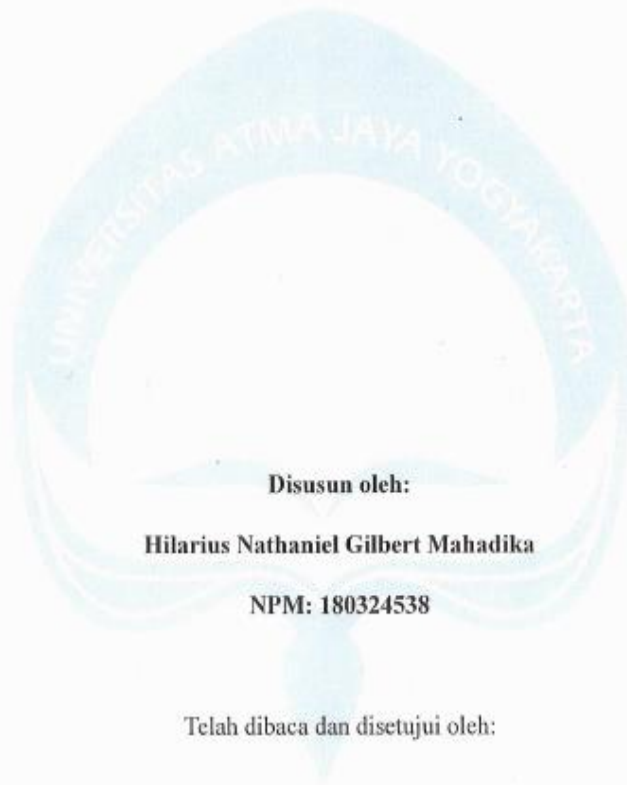 UNIVERSITAS ATMA JAYA YOGYAKARTA
Disusun oleh:
Hilarius Nathaniel Gilbert Mahadika
NPM: 180324538
Telah dibaca dan disetujui oleh: